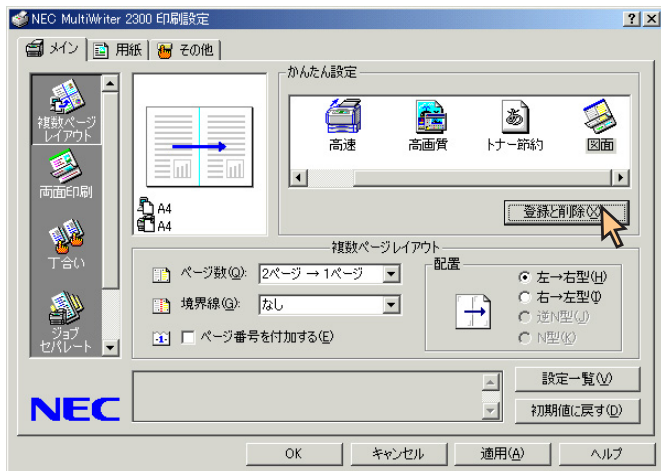 NEC MultiWriter 2300 印刷設定
メイン 用紙 その他
複数ページ
レイアウト
両面印刷
丁合い
ジョブ
セパレート
A4
A4
かんたん設定
高速 高画質 トナー節約 図面
登録と削除(X)
複数ページレイアウト
ページ数(Q): 2ページ → 1ページ
境界線(G): なし
-1- ページ番号を付加する(E)
配置
左→右型(H)
右→左型(I)
逆N型(J)
N型(K)
NEC
設定一覧(V)
初期値に戻す(D)
OK キャンセル 適用(A) ヘルプ